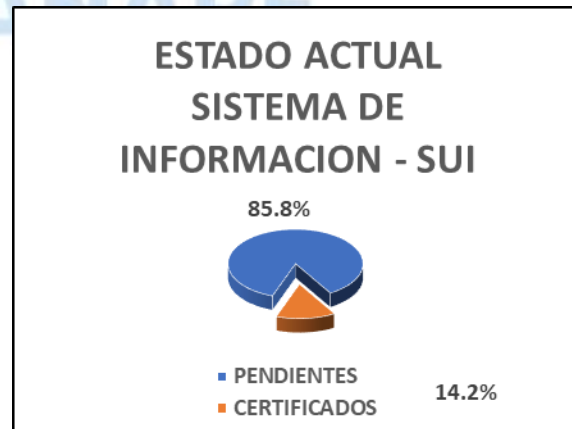 ESTADO ACTUAL
SISTEMA DE
INFORMACION - SUI
85.8%
PENDIENTES
CERTIFICADOS
14.2%